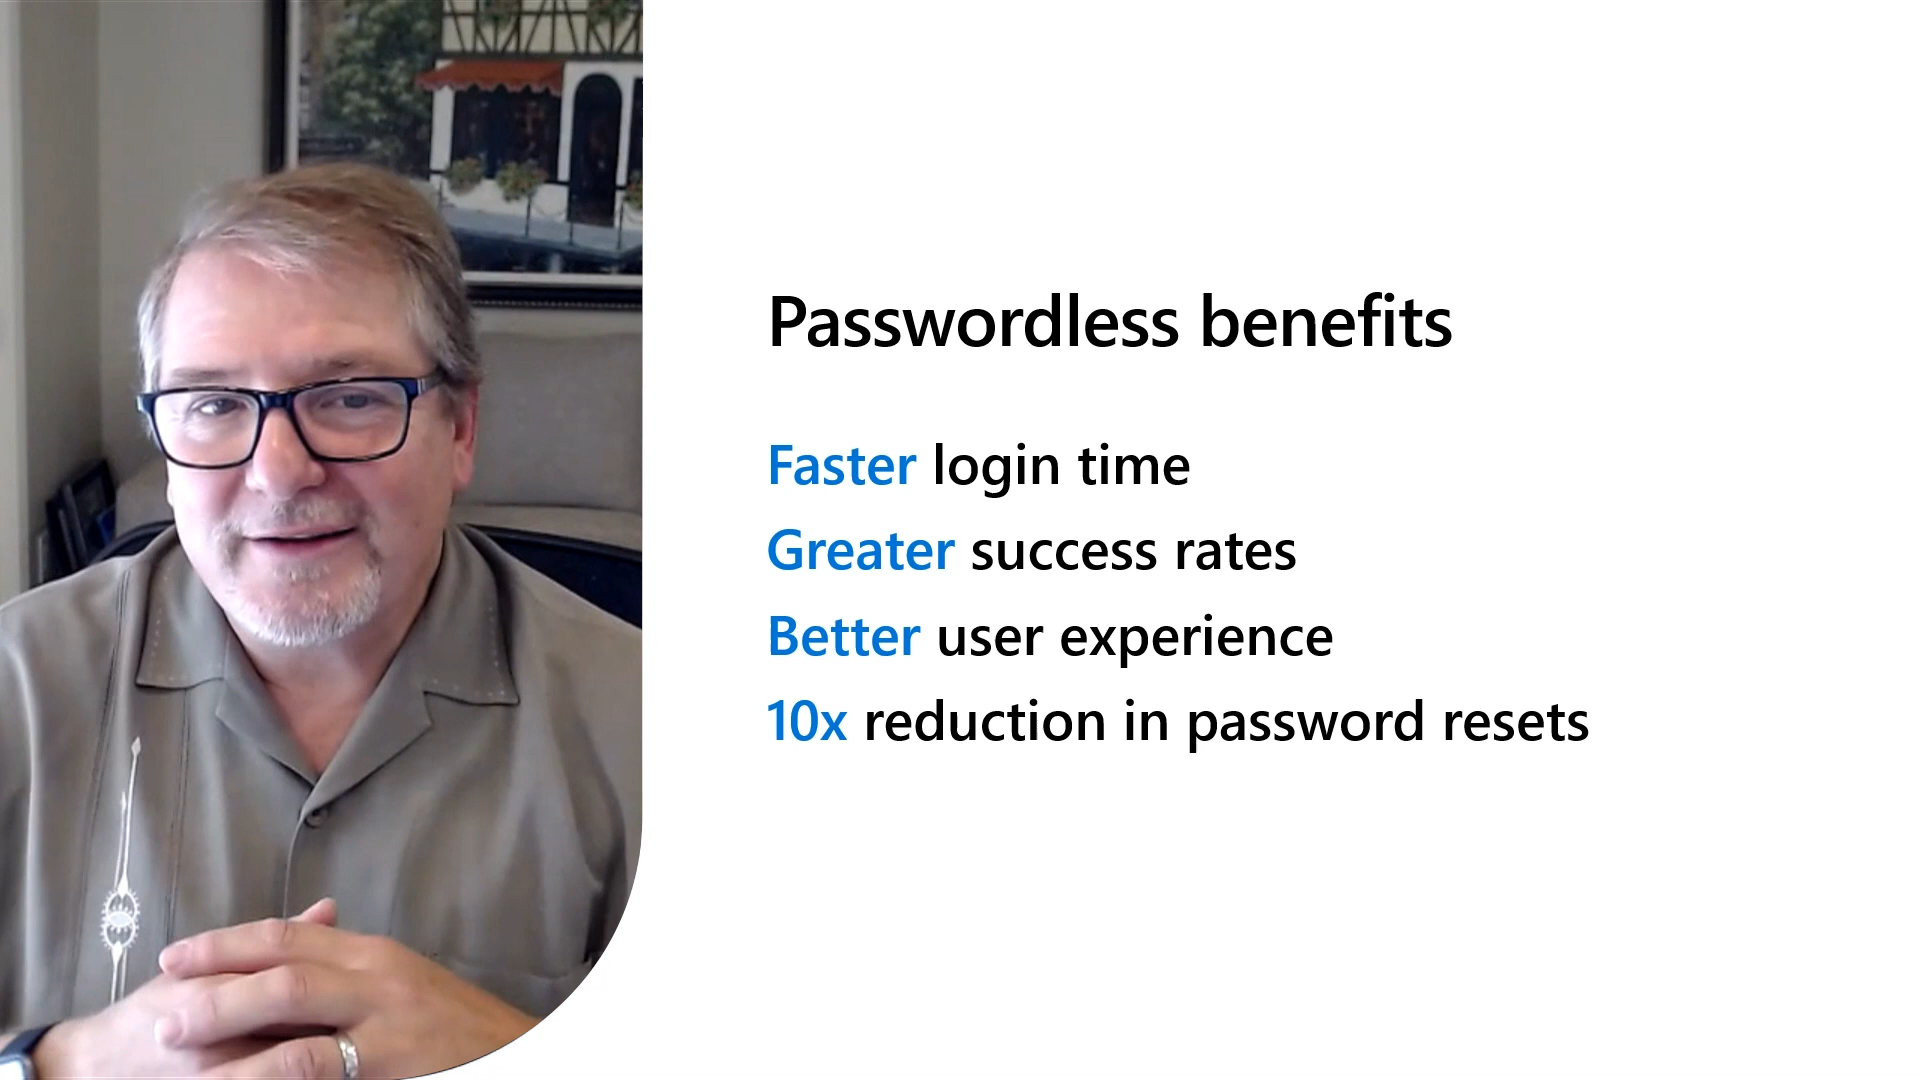 Passwordless benefits
Faster login time
Greater success rates
Better user experience
10x reduction in password resets